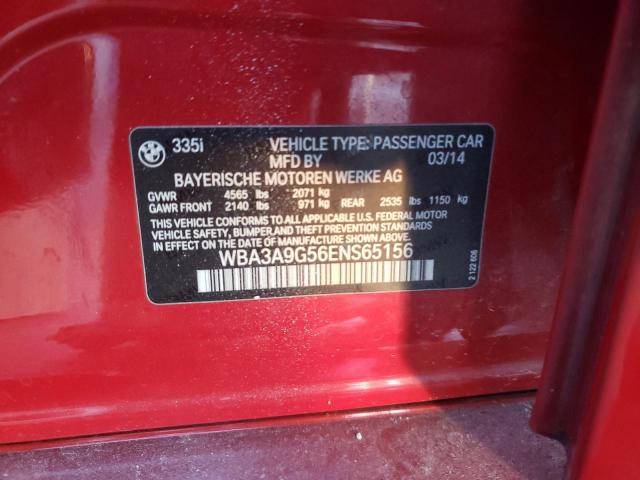 335i VEHICLE TYPE: PASSENGER CAR
MFD BY 03/14
BAYERISCHE MOTOREN WERKE AG
GVWR 4565 lbs 2071 kg
GAWR FRONT 2140 lbs 971 kg REAR 2535 lbs 1150 kg
THIS VEHICLE CONFORMS TO ALL APPLICABLE U.S. FEDERAL MOTOR
VEHICLE SAFETY, BUMPER, AND THEFT PREVENTION STANDARDS
IN EFFECT ON THE DATE OF MANUFACTURE SHOWN ABOVE.
WBA3A9G56ENS65156
2 122 606